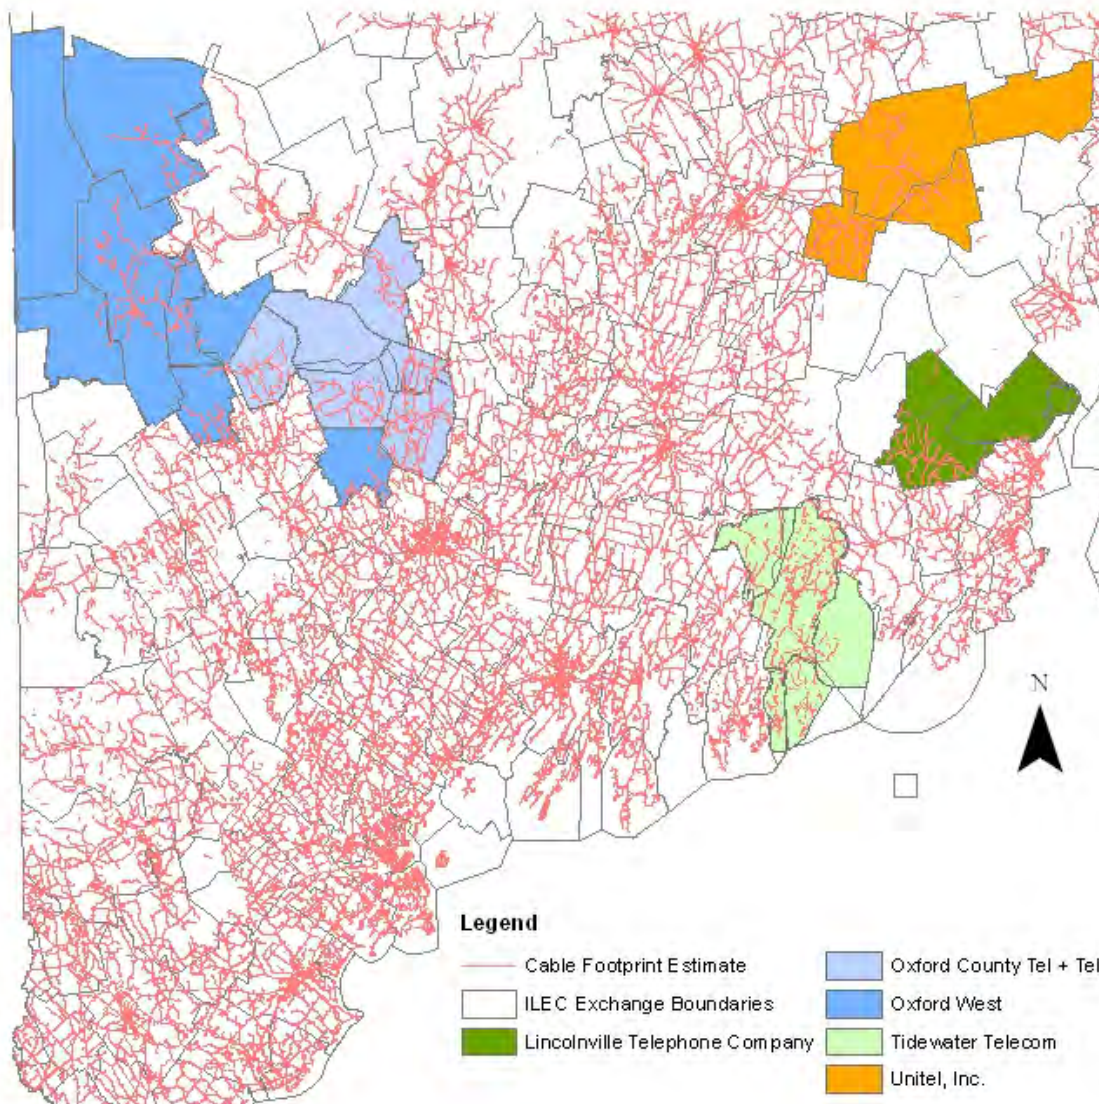 N
Legend
Cable Footprint Estimate
ILEC Exchange Boundaries
Lincolnville Telephone Company
Oxford County Tel + Tel
Oxford West
Tidewater Telecom
Unitel, Inc.